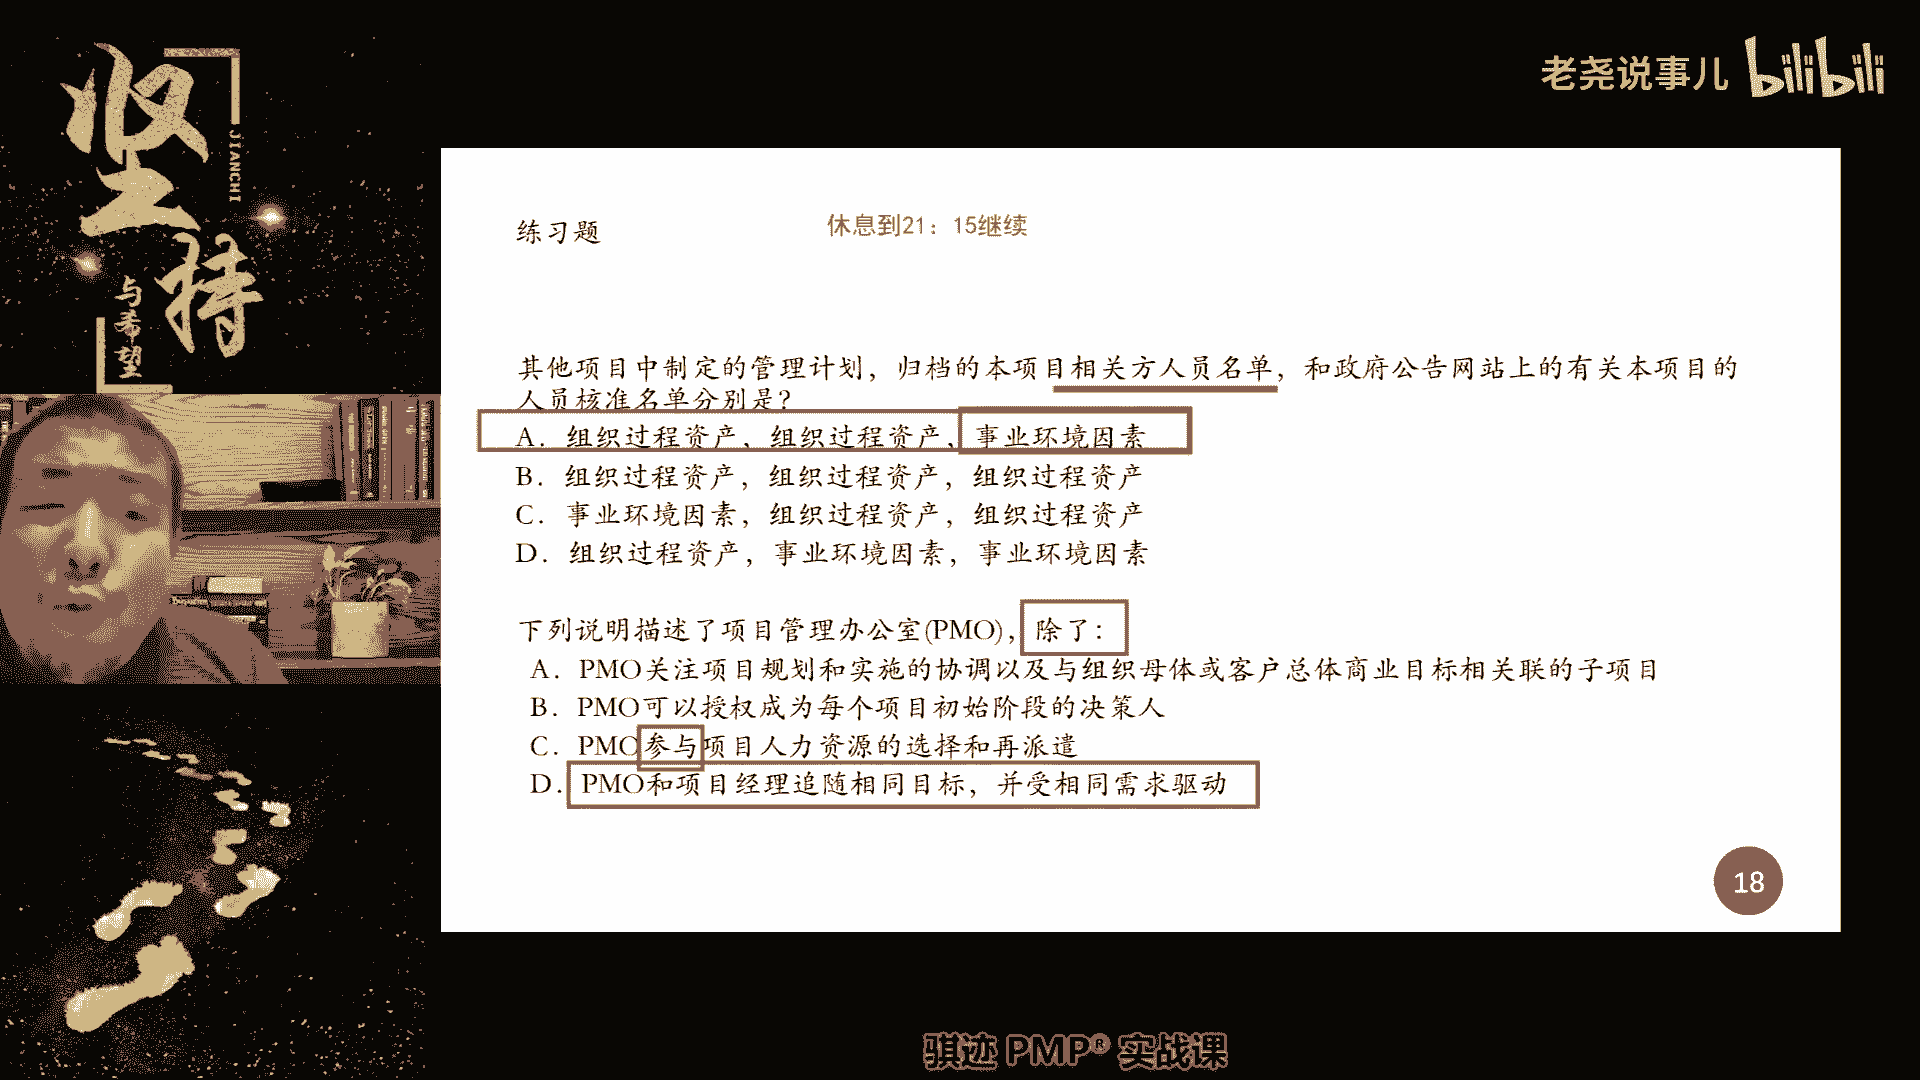 坚持
JIANCHI
与希望
老尧说事儿 bilibili
练习题
休息到21：15继续
其他项目中制定的管理计划，归档的本项目相关方人员名单，和政府公告网站上的有关本项目的
人员核准名单分别是？
A．组织过程资产，组织过程资产，事业环境因素
B．组织过程资产，组织过程资产，组织过程资产
C．事业环境因素，组织过程资产，组织过程资产
D．组织过程资产，事业环境因素，事业环境因素
下列说明描述了项目管理办公室(PMO)，除了：
A．PMO关注项目规划和实施的协调以及与组织母体或客户总体商业目标相关联的子项目
B．PMO可以授权成为每个项目初始阶段的决策人
C．PMO参与项目人力资源的选择和再派遣
D．PMO和项目经理追随相同目标，并受相同需求驱动
18
骐迹 PMP® 实战课